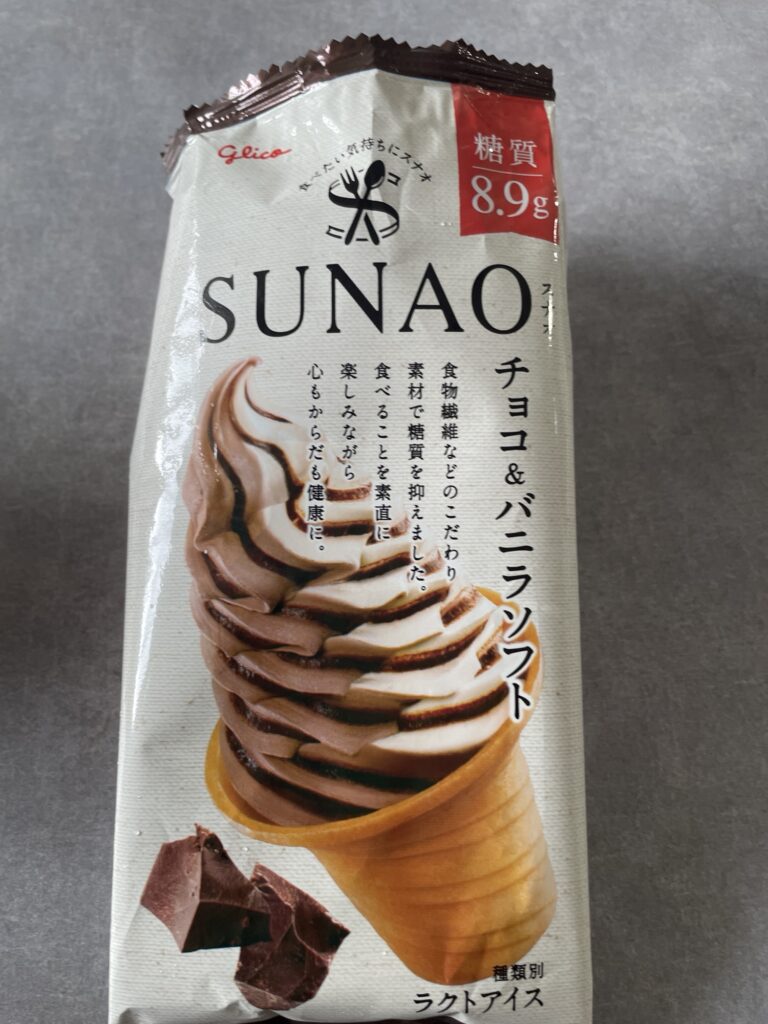 Glico
食べたい気持ちにスナオ
糖質
8.9g
SUNAO
スナオ
チョコ&バニラソフト
食物繊維などのこだわり
素材で糖質を抑えました。
食べることを素直に
楽しみながら
心もからだも健康に。
種類別
ラクトアイス